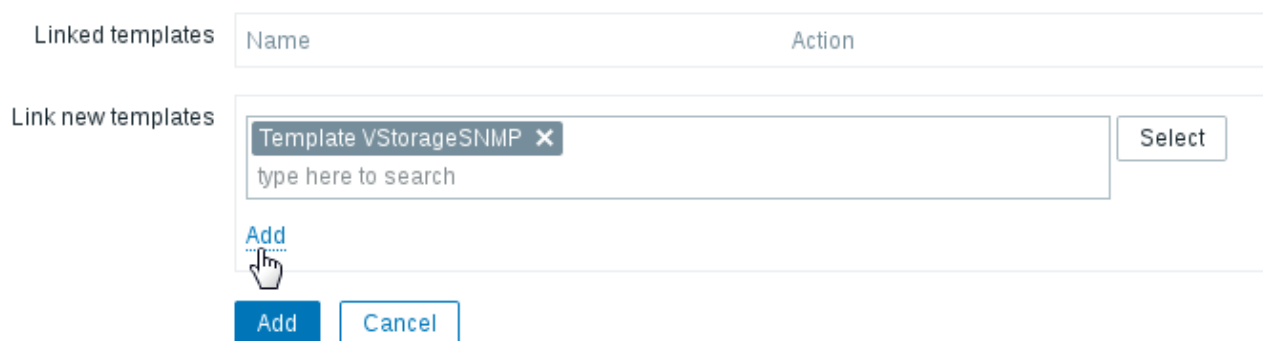 Linked templates Name Action
Link new templates
Template VStorageSNMP ✕ Select
type here to search
Add
Add Cancel